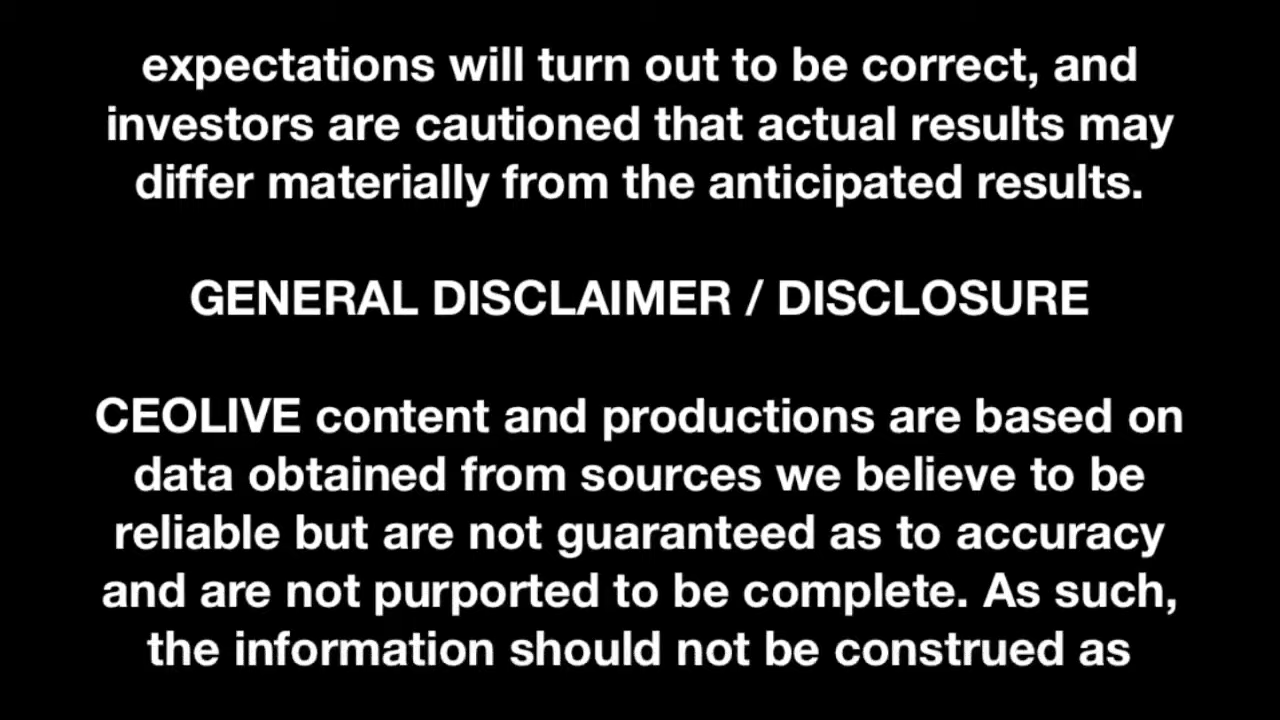 expectations will turn out to be correct, and
investors are cautioned that actual results may
differ materially from the anticipated results.
GENERAL DISCLAIMER / DISCLOSURE
CEOLIVE content and productions are based on
data obtained from sources we believe to be
reliable but are not guaranteed as to accuracy
and are not purported to be complete. As such,
the information should not be construed as